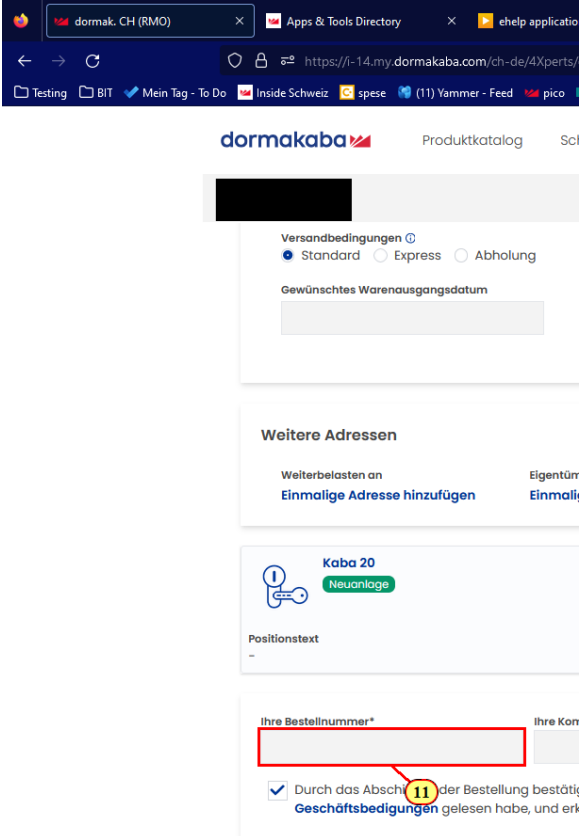 dormak. CH (RMO)
Apps & Tools Directory
ehelp applicatio
https://i-14.my.dormakaba.com/ch-de/4Xperts/
Testing BIT Mein Tag - To Do Inside Schweiz spese (11) Yammer - Feed pico
dormakaba Produktkatalog Sch
Versandbedingungen
Standard Express Abholung
Gewünschtes Warenausgangsdatum
Weitere Adressen
Weiterbelasten an Eigentüm
Einmalige Adresse hinzufügen Einmalig
Kaba 20
Neuanlage
Positionstext
-
Ihre Bestellnummer* Ihre Kom
11
Durch das Abschl der Bestellung bestätig
Geschäftsbedigungen gelesen habe, und erk